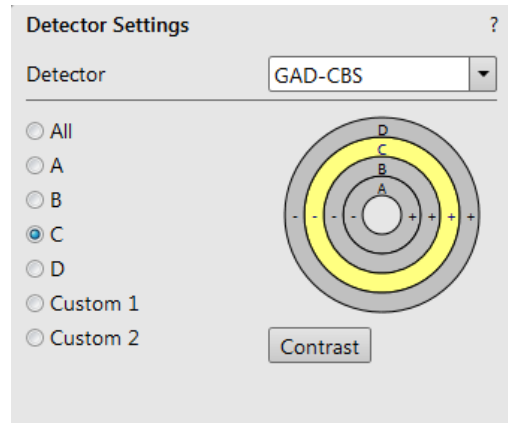 Detector Settings ?
Detector GAD-CBS
All
A
B
C
D
Custom 1
Custom 2
D
C
B
A
- - - - + + + +
Contrast